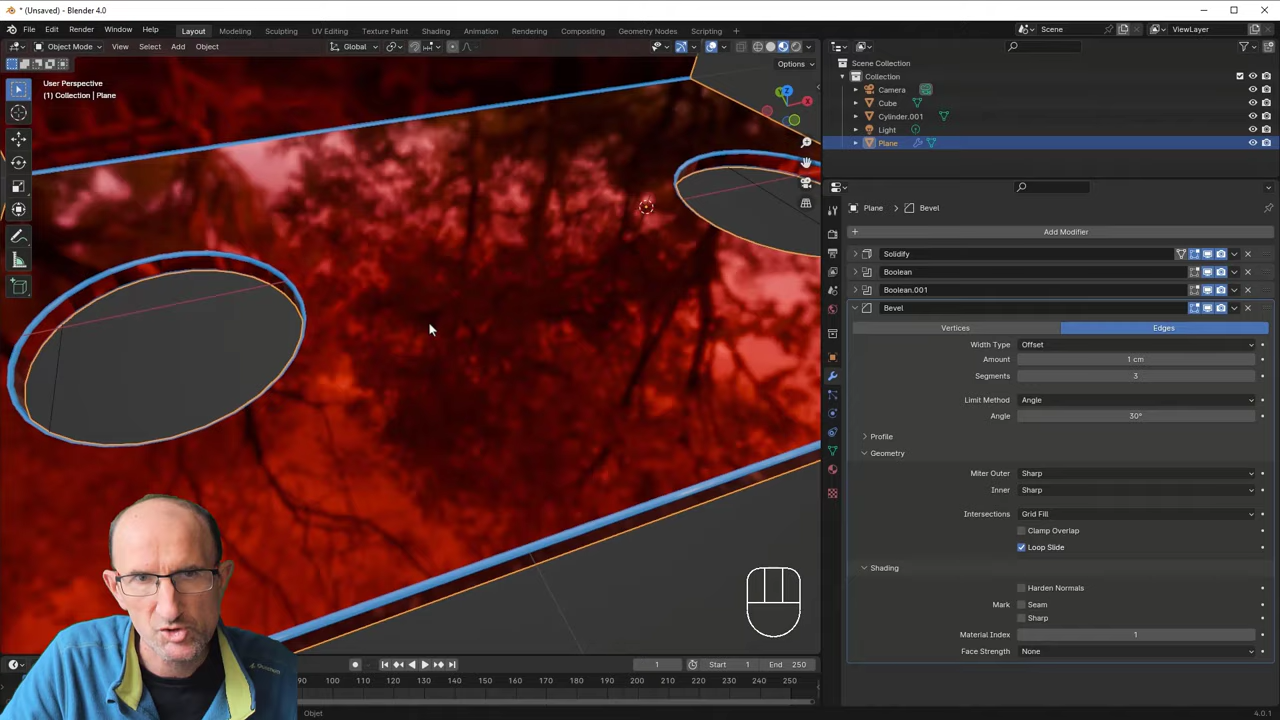 * (Unsaved) - Blender 4.0
File Edit Render Window Help Layout Modeling Sculpting UV Editing Texture Paint Shading Animation Rendering Compositing Geometry Nodes Scripting Scene ViewLayer
Object Mode View Select Add Object Global
Options
User Perspective
(1) Collection | Plane
Z
X
Scene Collection
Collection
Camera
Cube
Cylinder.001
Light
Plane
Plane > Bevel
Add Modifier
Solidify
Boolean
Boolean.001
Bevel
Vertices Edges
Width Type Offset
Amount 1 cm
Segments 3
Limit Method Angle
Angle 30°
Profile
Geometry
Miter Outer Sharp
Inner Sharp
Intersections Grid Fill
Clamp Overlap
Loop Slide
Shading
Harden Normals
Mark Seam
Sharp
Material Index 1
Face Strength None
1 Start 1 End 250
90 100 110 120 130 140 150 160 170 180 190 200 210 220 230 240 250
Objet 4.0.1